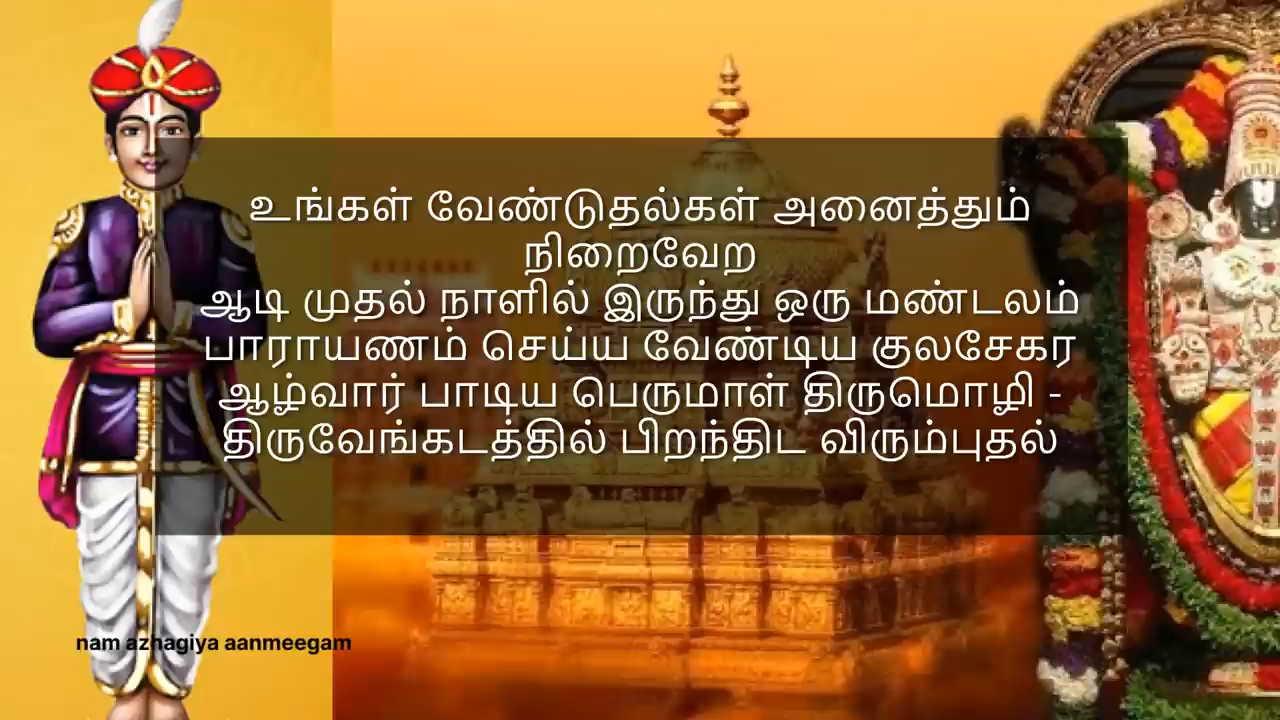 உங்கள் வேண்டுதல்கள் அனைத்தும்
நிறைவேற
ஆடி முதல் நாளில் இருந்து ஒரு மண்டலம்
பாராயணம் செய்ய வேண்டிய குலசேகர
ஆழ்வார் பாடிய பெருமாள் திருமொழி -
திருவேங்கடத்தில் பிறந்திட விரும்புதல்
nam azhagiya aanmeegam